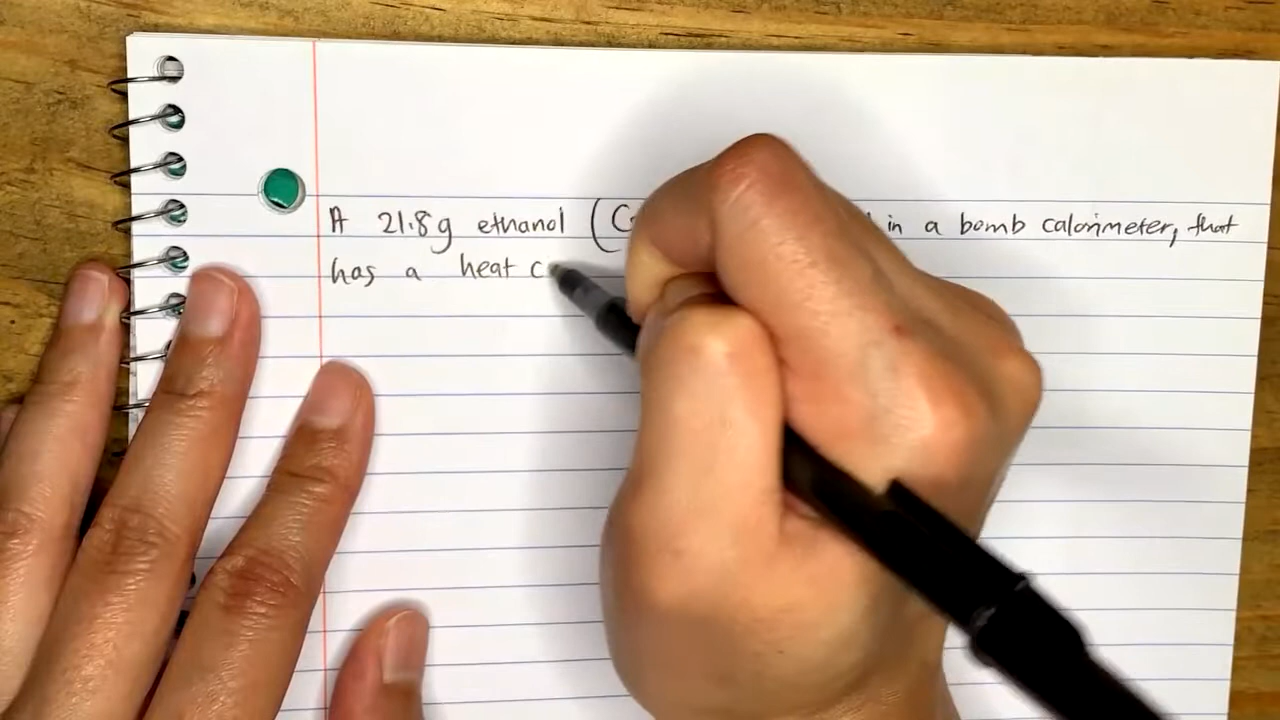 A 21.8g ethanol (C in a bomb calorimeter, that
has a heat c